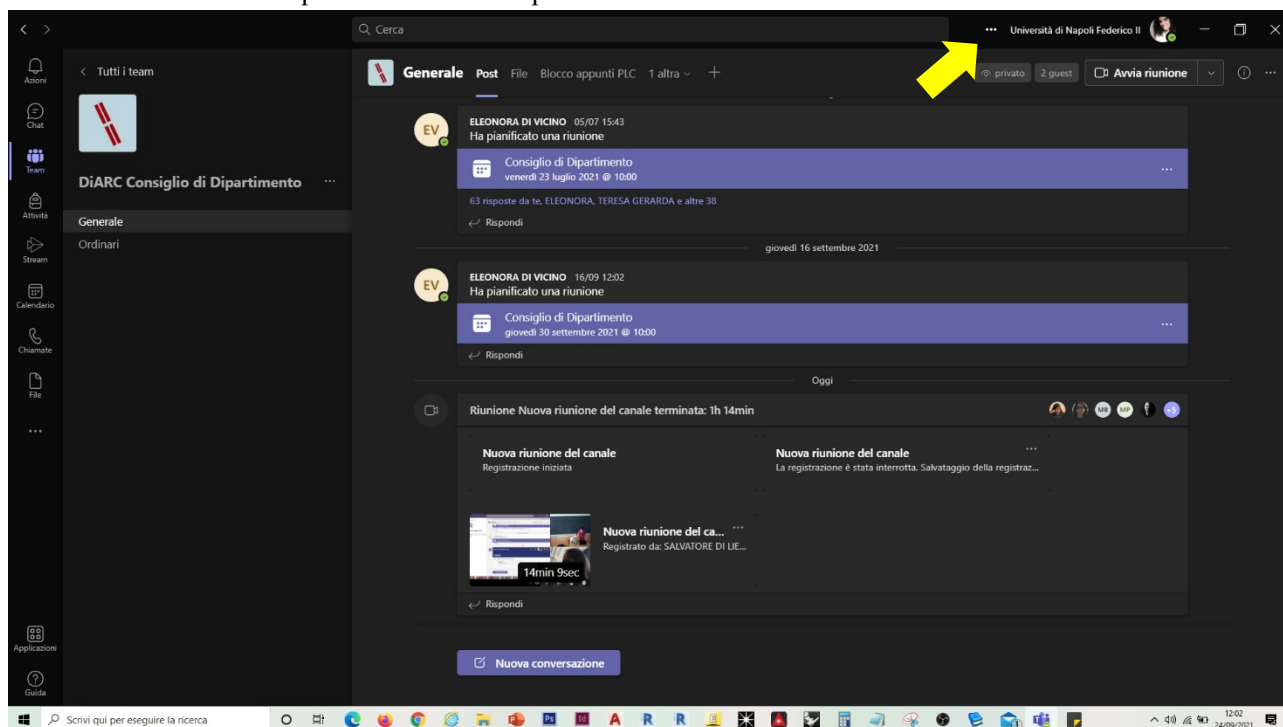 Cerca
Università di Napoli Federico II
Azioni
Chat
Team
Attività
Stream
Calendario
Chiamate
File
Applicazioni
Guida
Tutti i team
DiARC Consiglio di Dipartimento
Generale
Ordinari
Generale Post File Blocco appunti PLC 1 altra
privato 2 guest Avvia riunione
EV
ELEONORA DI VICINO 05/07 15:43
Ha pianificato una riunione
Consiglio di Dipartimento
venerdì 23 luglio 2021 @ 10:00
63 risposte da te, ELEONORA, TERESA GERARDA e altre 38
Rispondi
giovedì 16 settembre 2021
EV
ELEONORA DI VICINO 16/09 12:02
Ha pianificato una riunione
Consiglio di Dipartimento
giovedì 30 settembre 2021 @ 10:00
Rispondi
Oggi
Riunione Nuova riunione del canale terminata: 1h 14min
MB MP +5
Nuova riunione del canale
Registrazione iniziata
Nuova riunione del canale
La registrazione è stata interrotta. Salvataggio della registraz...
Nuova riunione del ca...
Registrato da: SALVATORE DI LIE...
14min 9sec
Rispondi
Nuova conversazione
Scrivi qui per eseguire la ricerca
12:02
24/09/2021